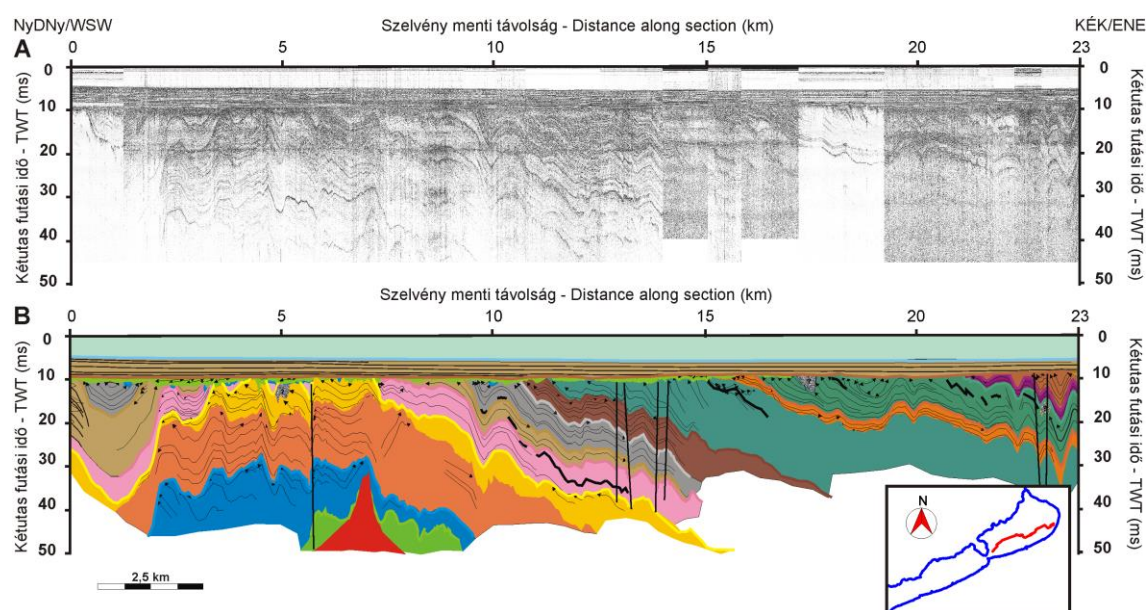 NyDNy/WSW Szelvény menti távolság - Distance along section (km) KÉK/ENE
0 5 10 15 20 23
A
Kétutas futási idő - TWT (ms)
0
10
20
30
40
50
0
10
20
30
40
50
Kétutas futási idő - TWT (ms)
Szelvény menti távolság - Distance along section (km)
B
0 5 10 15 20 23
Kétutas futási idő - TWT (ms)
0
10
20
30
40
50
0
10
20
30
40
50
Kétutas futási idő - TWT (ms)
2,5 km
N